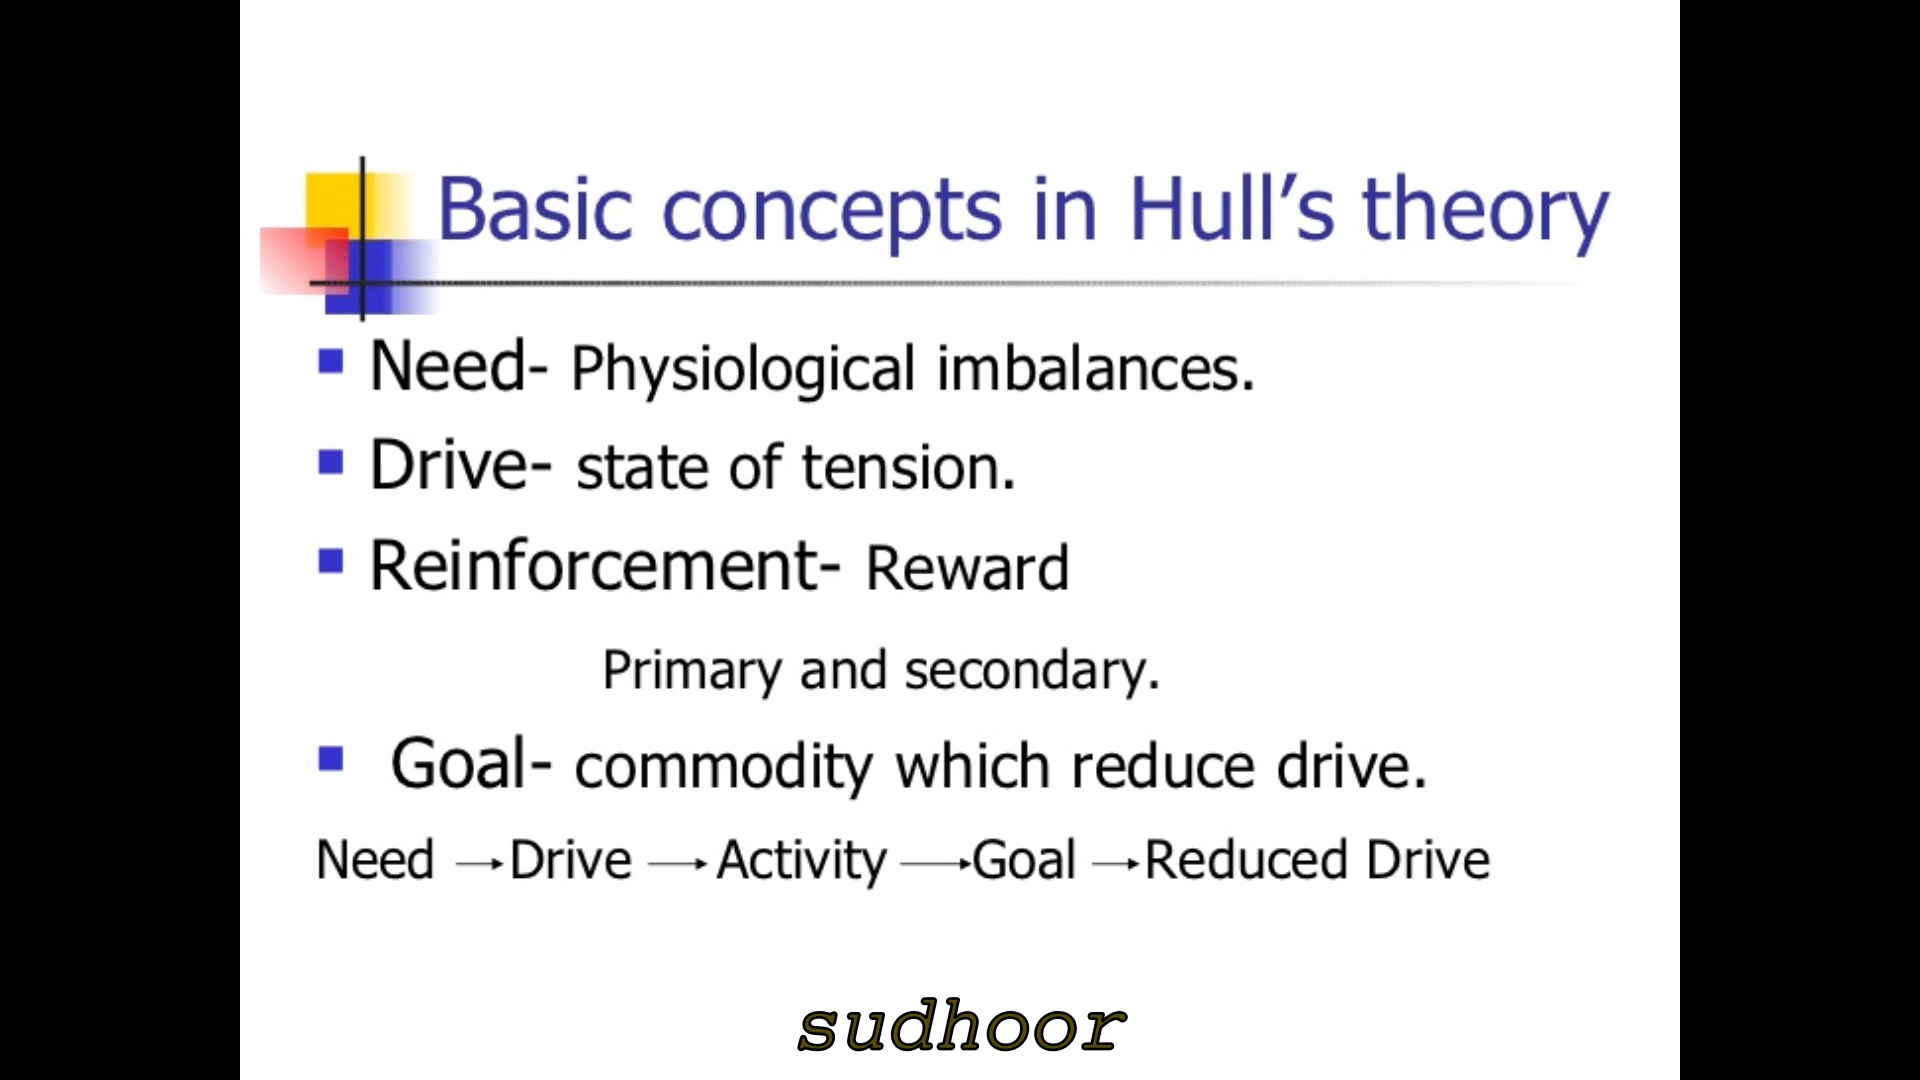 Basic concepts in Hull’s theory
Need- Physiological imbalances.
Drive- state of tension.
Reinforcement- Reward
Primary and secondary.
Goal- commodity which reduce drive.
Need → Drive → Activity → Goal → Reduced Drive
sudhoor